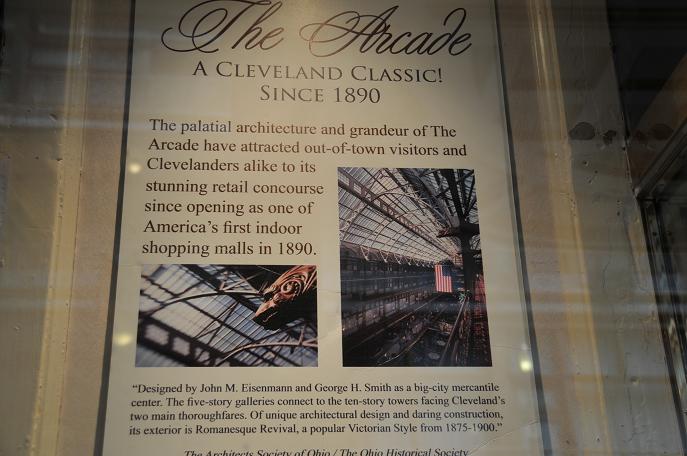 The Arcade
A Cleveland Classic!
Since 1890
The palatial architecture and grandeur of The
Arcade have attracted out-of-town visitors and
Clevelanders alike to its
stunning retail concourse
since opening as one of
America's first indoor
shopping malls in 1890.
"Designed by John M. Eisenmann and George H. Smith as a big-city mercantile
center. The five-story galleries connect to the ten-story towers facing Cleveland's
two main thoroughfares. Of unique architectural design and daring construction,
its exterior is Romanesque Revival, a popular Victorian Style from 1875-1900."
The Architects Society of Ohio / The Ohio Historical Society